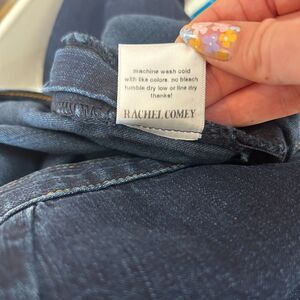 machine wash cold
with like colors. no bleach
tumble dry low or line dry
thanks!
RACHEL COMEY